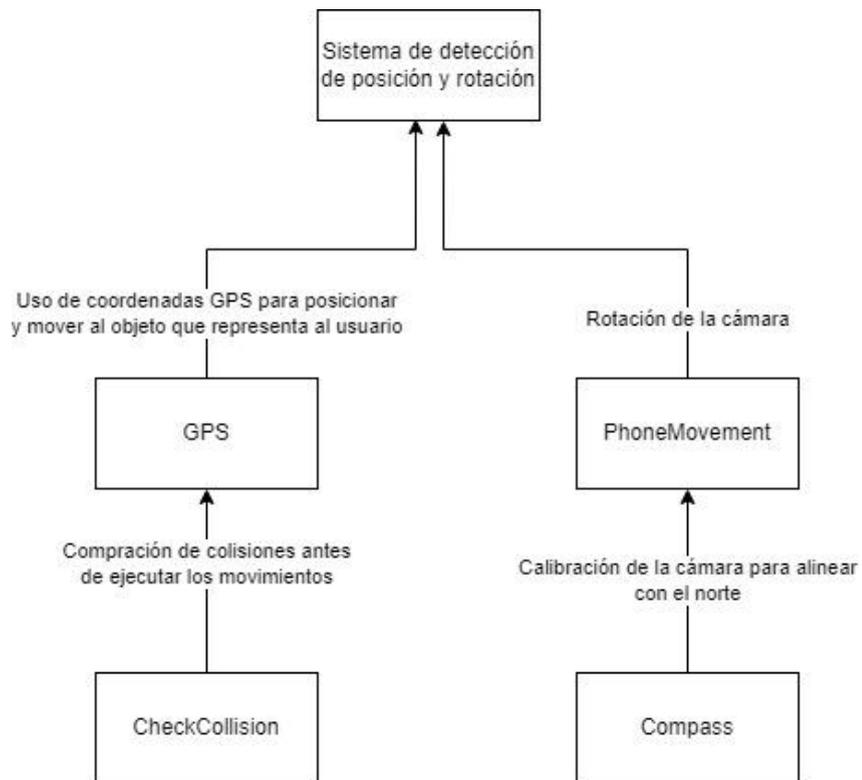 Sistema de detección
de posición y rotación
Uso de coordenadas GPS para posicionar
y mover al objeto que representa al usuario
Rotación de la cámara
GPS
PhoneMovement
Compración de colisiones antes
de ejecutar los movimientos
Calibración de la cámara para alinear
con el norte
CheckCollision
Compass